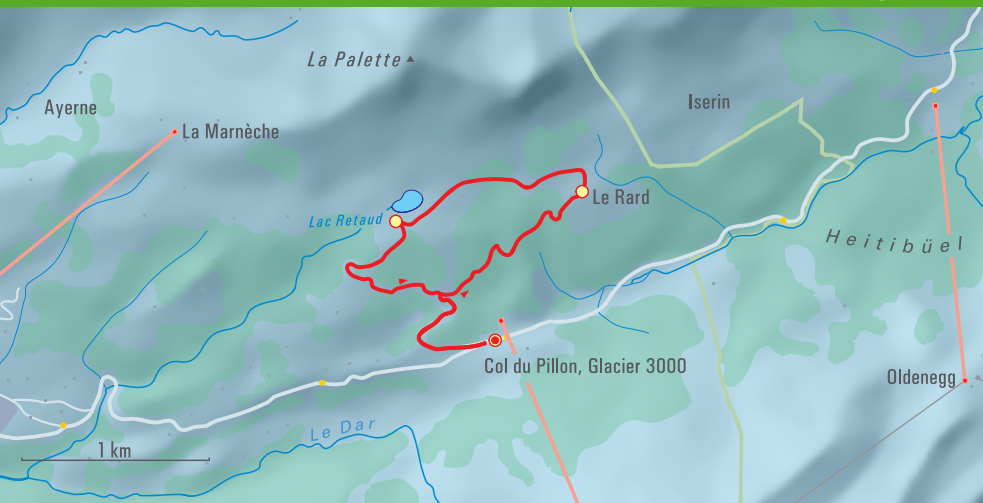 La Palette
Ayerne
Iserin
La Marnèche
Le Rard
Lac Retaud
Heitibüel
Col du Pillon, Glacier 3000
Oldenegg
Le Dar
1 km